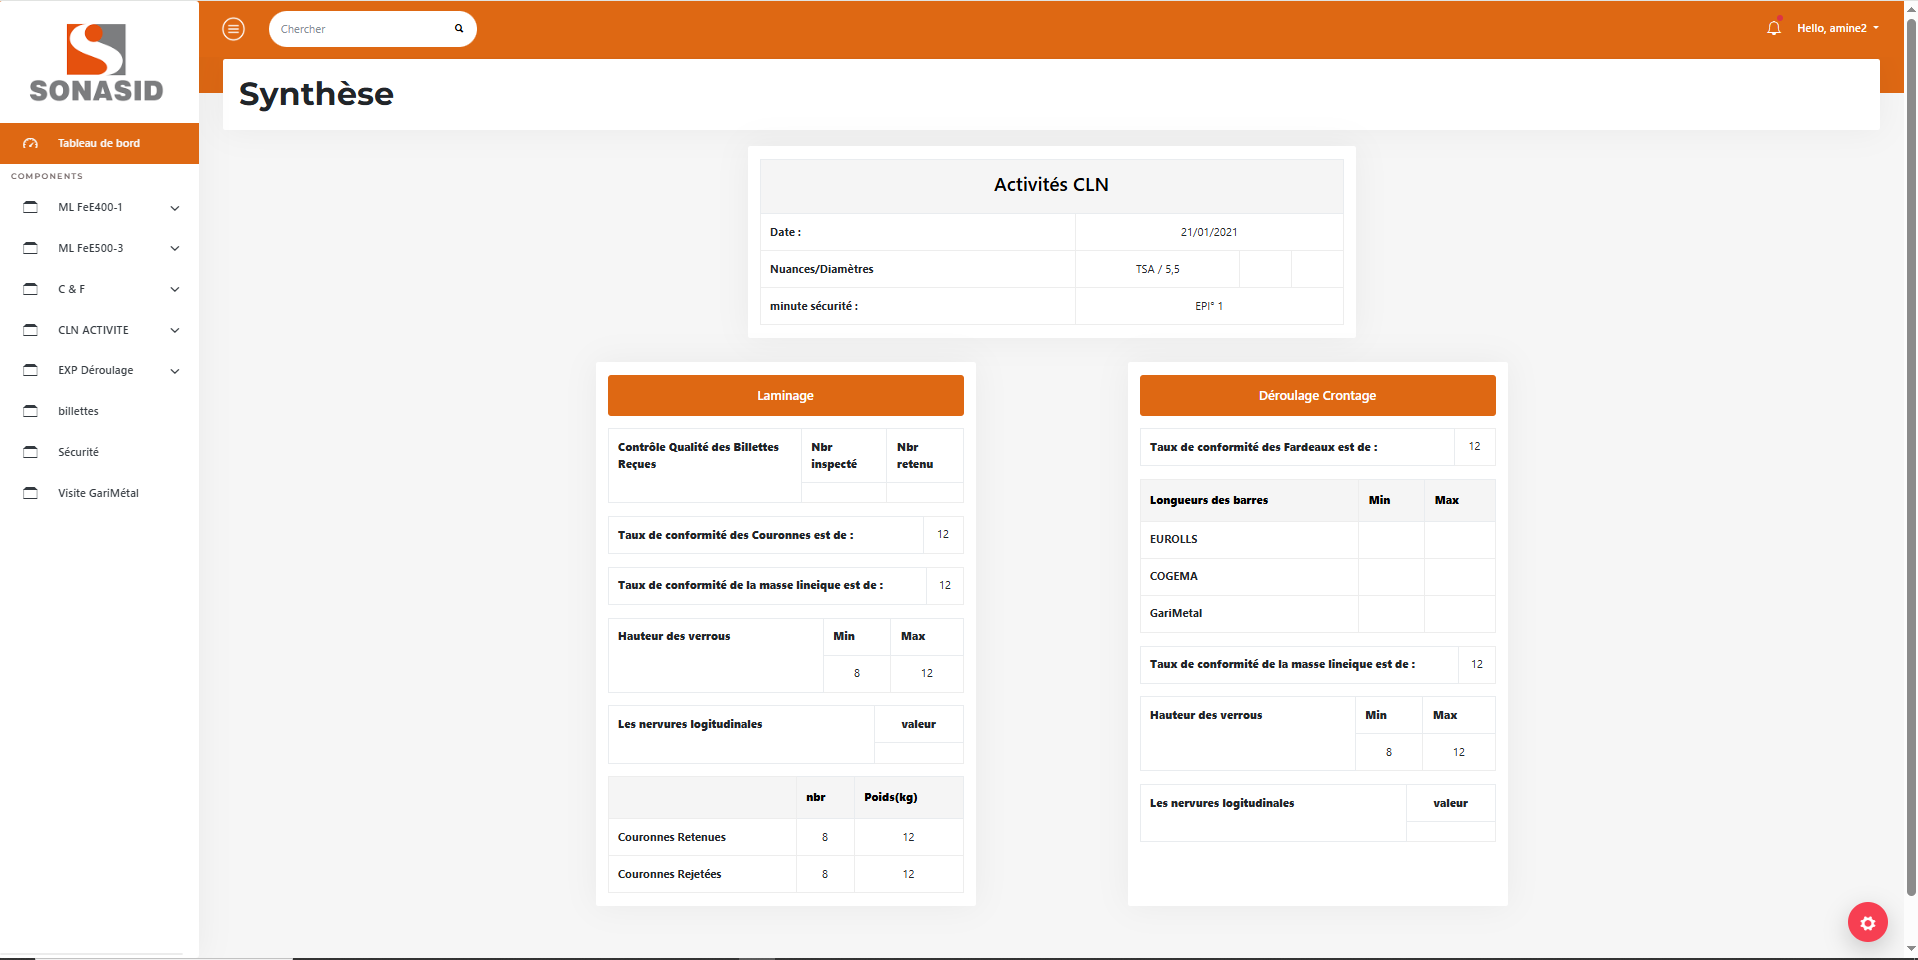 SONASID
Chercher
Hello, amine2
Tableau de bord
COMPONENTS
ML FeE400-1
ML FeE500-3
C & F
CLN ACTIVITE
EXP Déroulage
billettes
Sécurité
Visite GariMétal
Synthèse
Activités CLN
Date : 21/01/2021
Nuances/Diamètres TSA / 5,5
minute sécurité : EPI° 1
Laminage
Contrôle Qualité des Billettes Nbr Nbr
Reçues inspecté retenu
Taux de conformité des Couronnes est de : 12
Taux de conformité de la masse lineique est de : 12
Hauteur des verrous Min Max
8 12
Les nervures logitudinales valeur
nbr Poids(kg)
Couronnes Retenues 8 12
Couronnes Rejetées 8 12
Déroulage Crontage
Taux de conformité des Fardeaux est de : 12
Longueurs des barres Min Max
EUROLLS
COGEMA
GariMetal
Taux de conformité de la masse lineique est de : 12
Hauteur des verrous Min Max
8 12
Les nervures logitudinales valeur